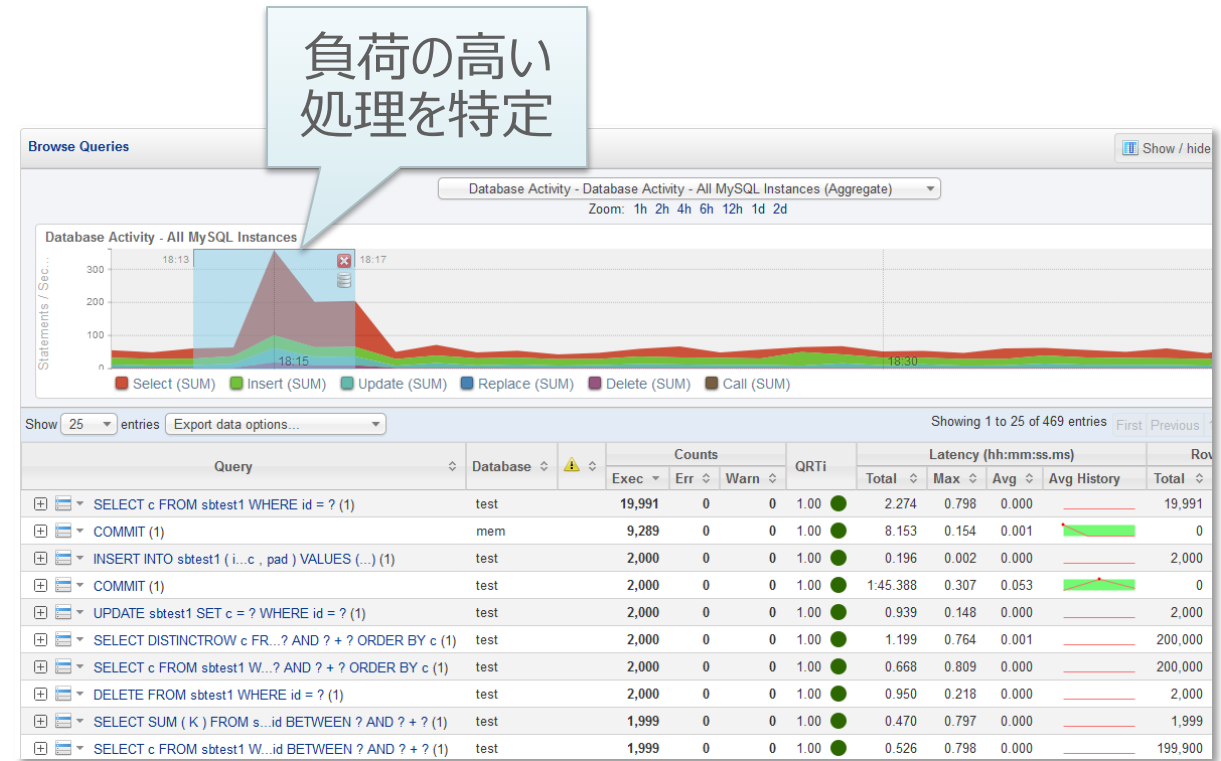 負荷の高い
処理を特定
Browse Queries
Show / hide
Database Activity - Database Activity - All MySQL Instances (Aggregate)
Zoom: 1h 2h 4h 6h 12h 1d 2d
Database Activity - All MySQL Instances
18:13 18:17
Statements / Sec...
300
200
100
0
18:15 18:30
Select (SUM) Insert (SUM) Update (SUM) Replace (SUM) Delete (SUM) Call (SUM)
Show 25 entries Export data options... Showing 1 to 25 of 469 entries First Previous
Query Database Counts QRTi Latency (hh:mm:ss.ms)
Exec Err Warn Total Max Avg Avg History Total
SELECT c FROM sbtest1 WHERE id = ? (1) test 19,991 0 0 1.00 2.274 0.798 0.000 19,991
COMMIT (1) mem 9,289 0 0 1.00 8.153 0.154 0.001 0
INSERT INTO sbtest1 ( i...c , pad ) VALUES (...) (1) test 2,000 0 0 1.00 0.196 0.002 0.000 2,000
COMMIT (1) test 2,000 0 0 1.00 1:45.388 0.307 0.053 0
UPDATE sbtest1 SET c = ? WHERE id = ? (1) test 2,000 0 0 1.00 0.939 0.148 0.000 2,000
SELECT DISTINCTROW c FR...? AND ? + ? ORDER BY c (1) test 2,000 0 0 1.00 1.199 0.764 0.001 200,000
SELECT c FROM sbtest1 W...? AND ? + ? ORDER BY c (1) test 2,000 0 0 1.00 0.668 0.809 0.000 200,000
DELETE FROM sbtest1 WHERE id = ? (1) test 2,000 0 0 1.00 0.950 0.218 0.000 2,000
SELECT SUM ( K ) FROM s...id BETWEEN ? AND ? + ? (1) test 1,999 0 0 1.00 0.470 0.797 0.000 1,999
SELECT c FROM sbtest1 W...id BETWEEN ? AND ? + ? (1) test 1,999 0 0 1.00 0.526 0.798 0.000 199,900